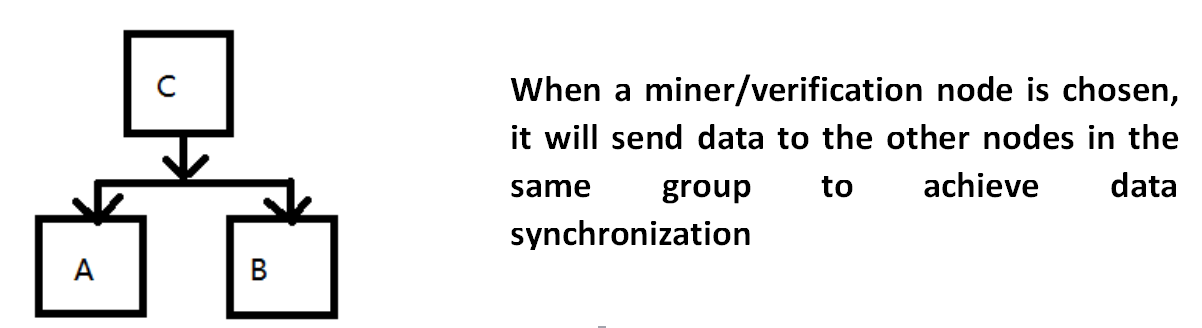 C
When a miner/verification node is chosen,
it will send data to the other nodes in the
same group to achieve data
synchronization
A
B